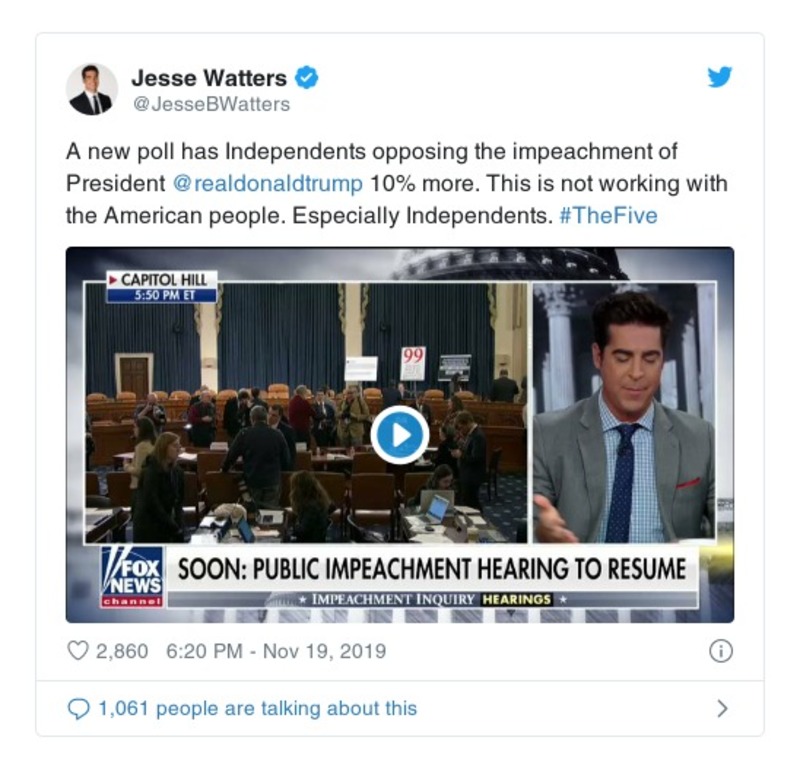 Jesse Watters
@JesseBWatters
A new poll has Independents opposing the impeachment of
President @realdonaldtrump 10% more. This is not working with
the American people. Especially Independents. #TheFive
CAPITOL HILL
5:50 PM ET
99
FOX
NEWS
channel
SOON: PUBLIC IMPEACHMENT HEARING TO RESUME
★ IMPEACHMENT INQUIRY HEARINGS ★
2,860 6:20 PM - Nov 19, 2019
1,061 people are talking about this